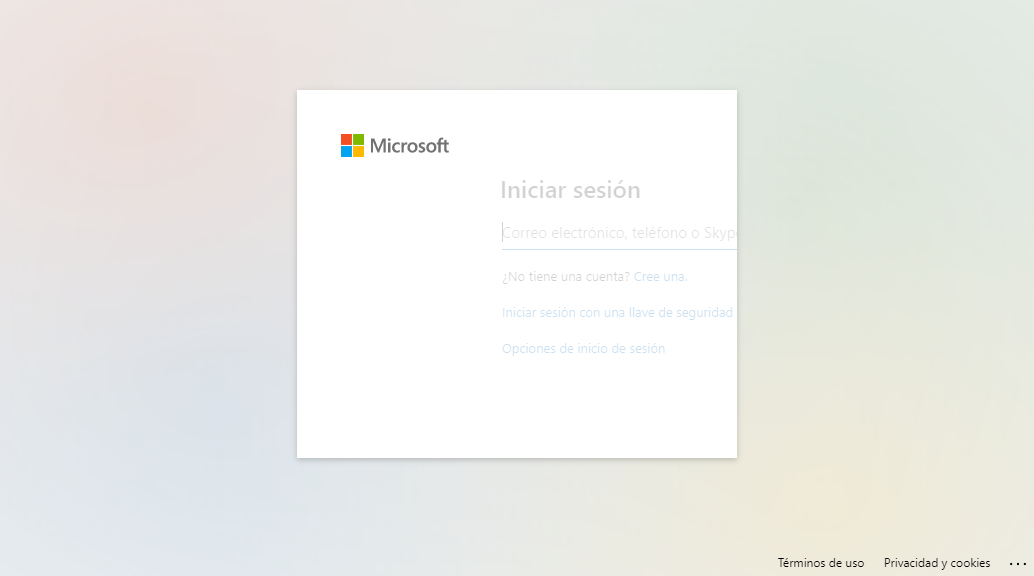 Microsoft
Iniciar sesión
Correo electrónico, teléfono o Skyp
¿No tiene una cuenta? Cree una.
Iniciar sesión con una llave de seguridad
Opciones de inicio de sesión
Términos de uso Privacidad y cookies ...